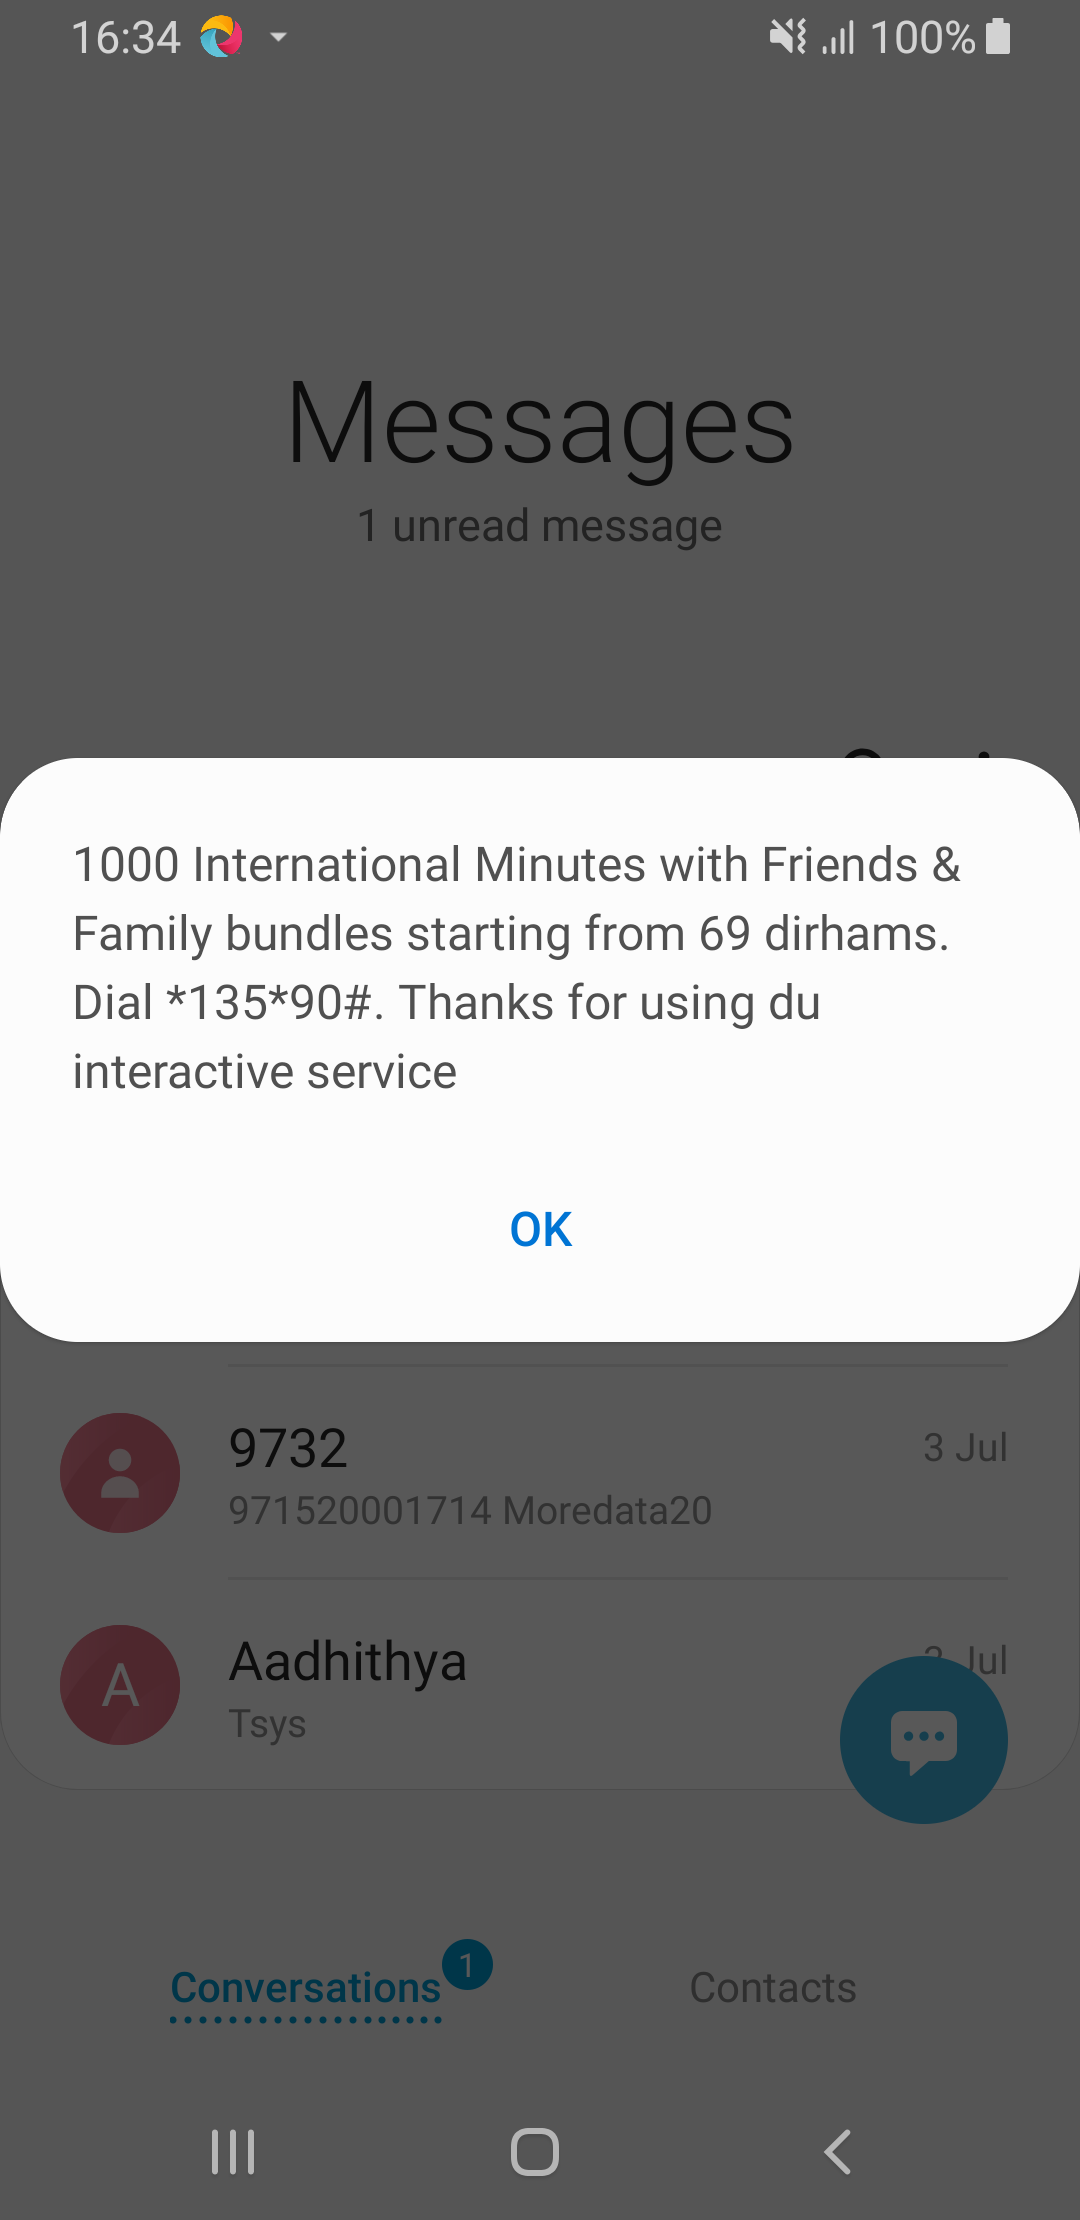 16:34
100%
Messages
1 unread message
1000 International Minutes with Friends &
Family bundles starting from 69 dirhams.
Dial *135*90#. Thanks for using du
interactive service
OK
9732
3 Jul
971520001714 Moredata20
Aadhithya
Jul
Tsys
A
Conversations
1
Contacts